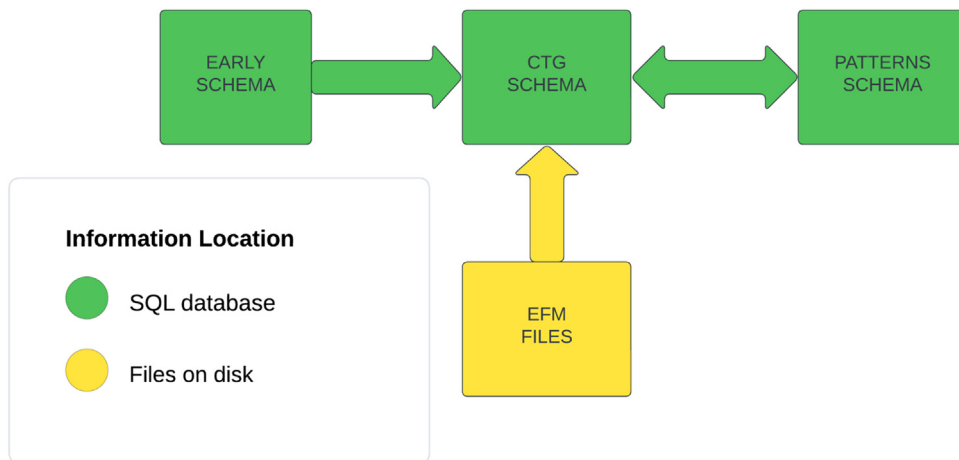 EARLY
SCHEMA
CTG
SCHEMA
PATTERNS
SCHEMA
Information Location
SQL database
Files on disk
EFM
FILES